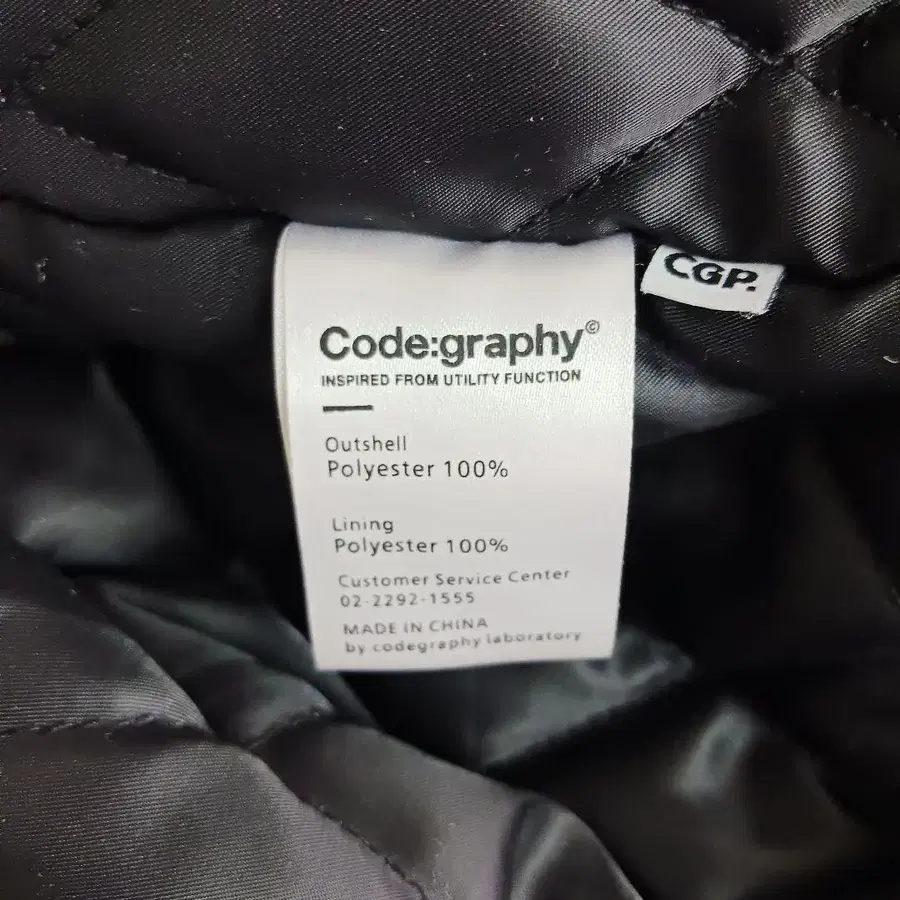 Code:graphy©
INSPIRED FROM UTILITY FUNCTION
Outshell
Polyester 100%
Lining
Polyester 100%
Customer Service Center
02-2292-1555
MADE IN CHINA
by codegraphy laboratory
CGP.